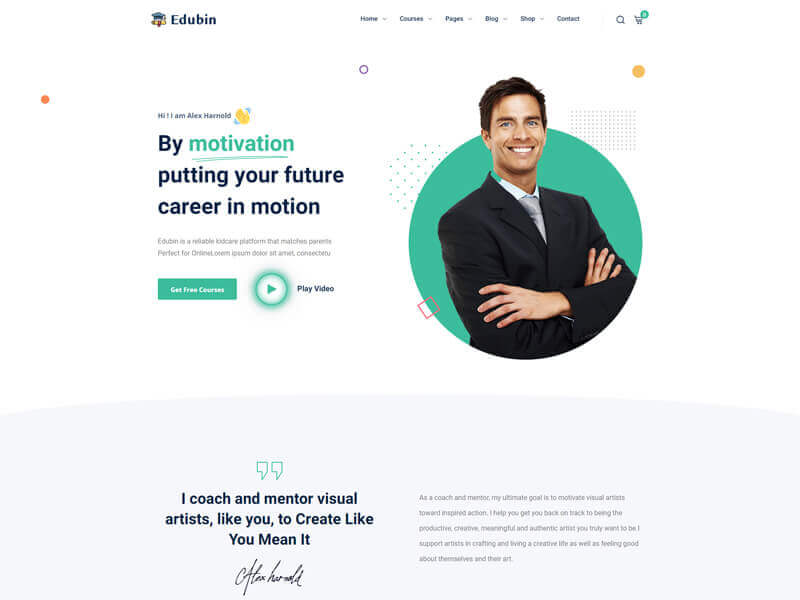 Edubin
Home Courses Pages Blog Shop Contact
0
Hi ! I am Alex Harnold
By motivation
putting your future
career in motion
Edubin is a reliable kidcare platform that matches parents
Perfect for OnlineLosem ipsum dolor sit amet, consectetu
Get Free Courses
Play Video
I coach and mentor visual
artists, like you, to Create Like
You Mean It
Alex harnold
As a coach and mentor, my ultimate goal is to motivate visual artists
toward inspired action. I help you get you back on track to being the
productive, creative, meaningful and authentic artist you truly want to be.I
support artists in crafting and living a creative life as well as feeling good
about themselves and their art.